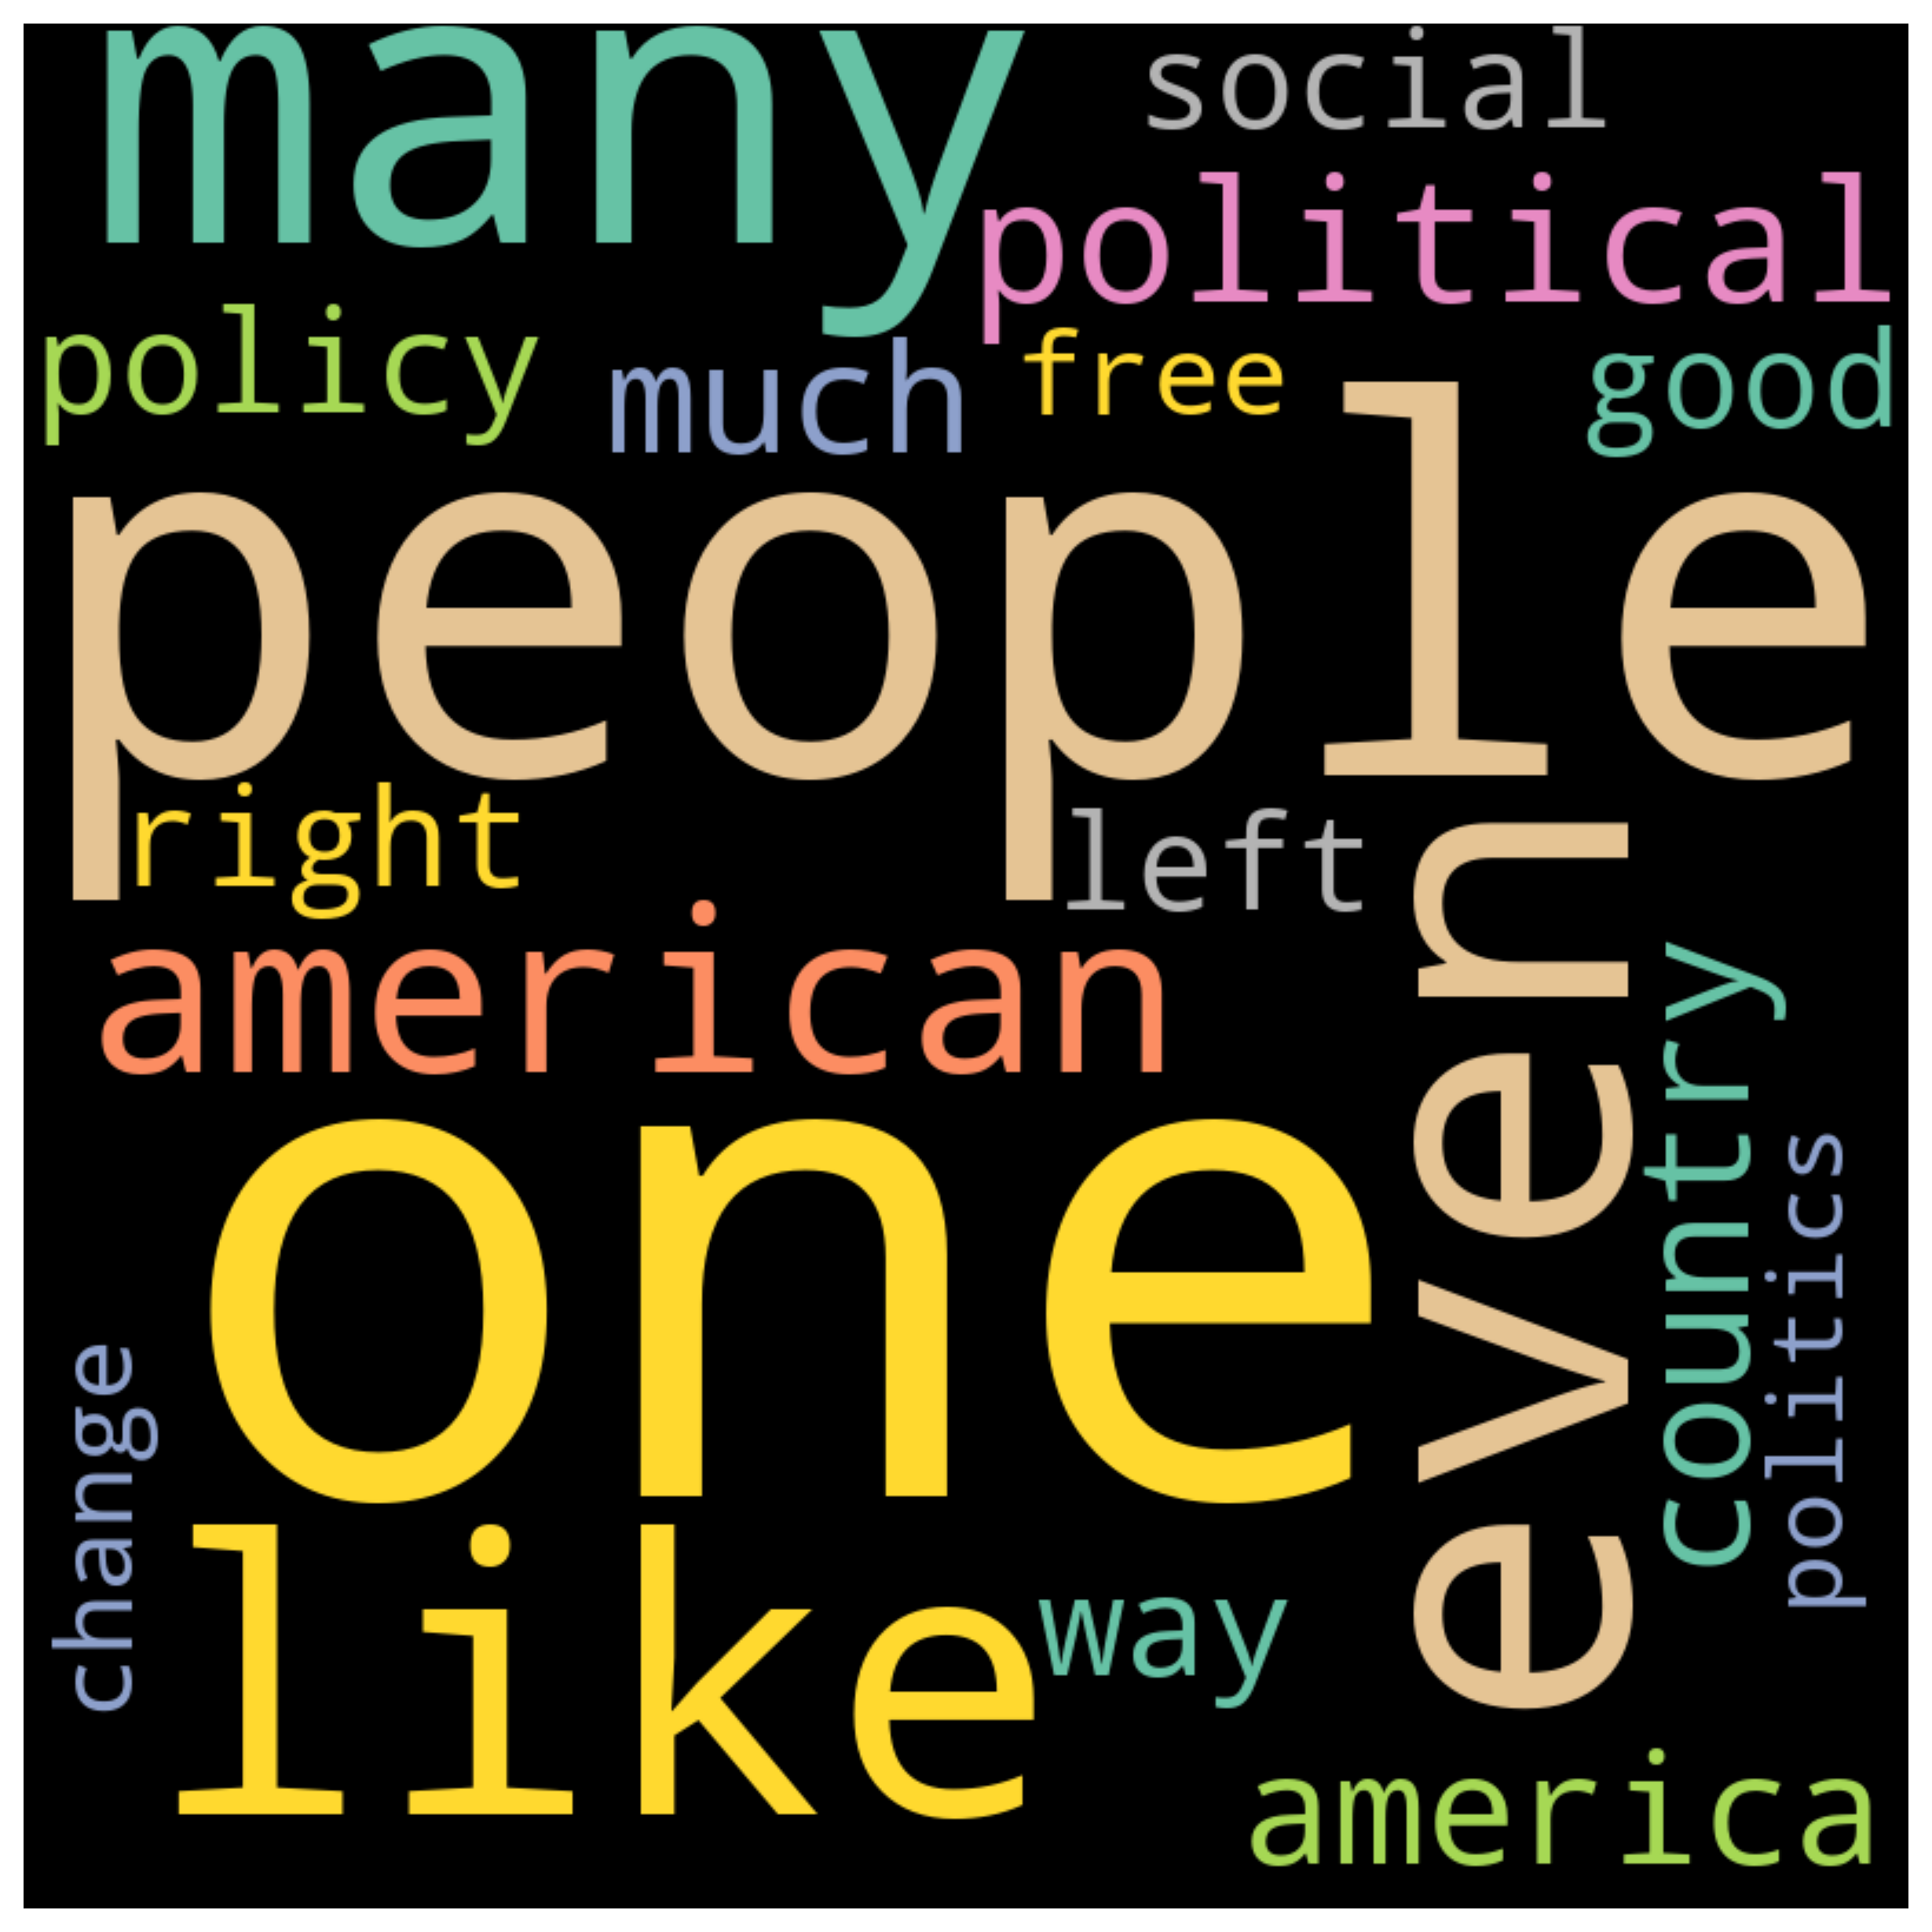 many
social
political
policy
much
free
good
people
right
left
american
even
country
one
politics
change
like
way
america